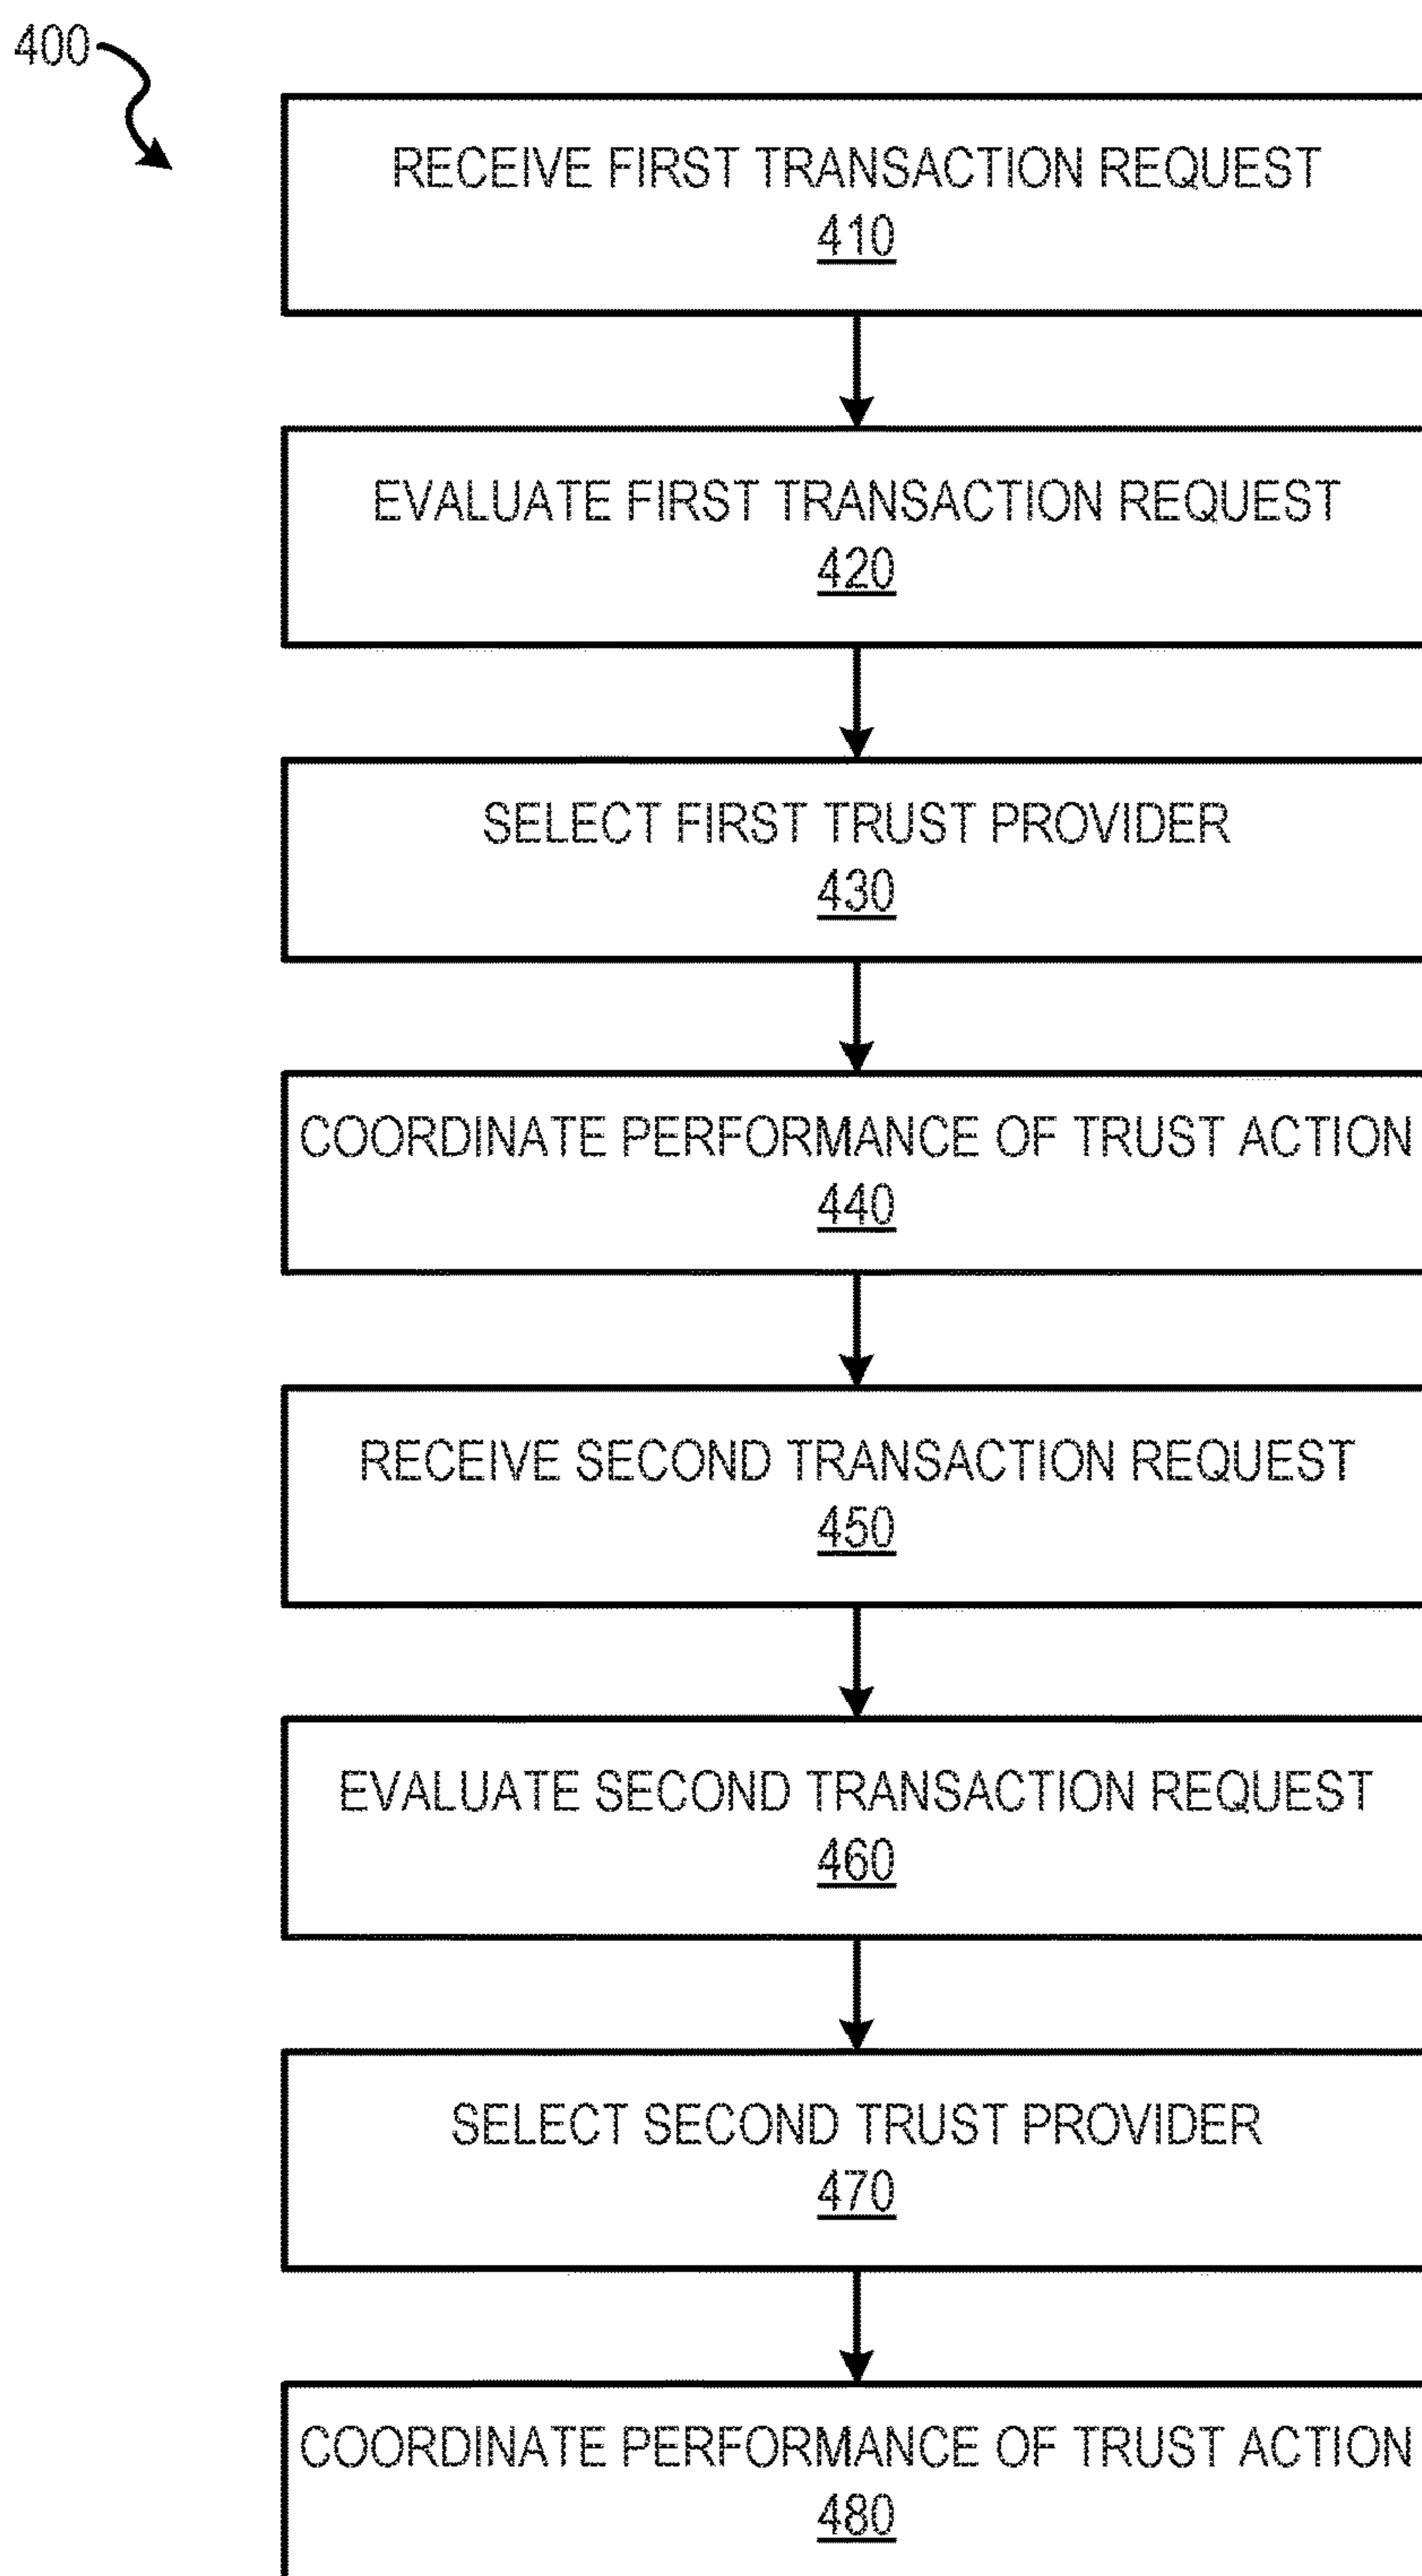 400
RECEIVE FIRST TRANSACTION REQUEST
410
EVALUATE FIRST TRANSACTION REQUEST
420
SELECT FIRST TRUST PROVIDER
430
COORDINATE PERFORMANCE OF TRUST ACTION
440
RECEIVE SECOND TRANSACTION REQUEST
450
EVALUATE SECOND TRANSACTION REQUEST
460
SELECT SECOND TRUST PROVIDER
470
COORDINATE PERFORMANCE OF TRUST ACTION
480